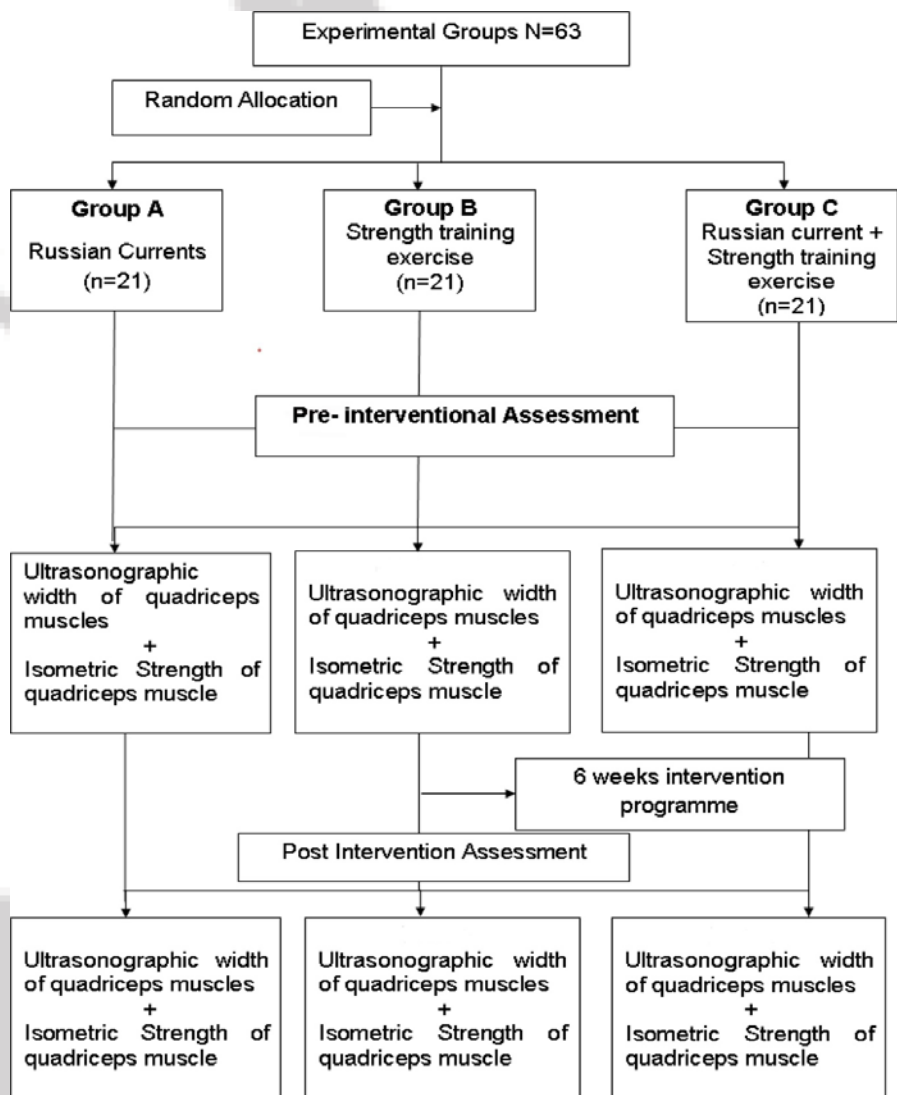 Experimental Groups N=63
Random Allocation
Group A
Russian Currents
(n=21)
Group B
Strength training
exercise
(n=21)
Group C
Russian current +
Strength training
exercise
(n=21)
Pre- interventional Assessment
Ultrasonographic
width of quadriceps
muscles
+
Isometric Strength of
quadriceps muscle
Ultrasonographic width
of quadriceps muscles
+
Isometric Strength of
quadriceps muscle
Ultrasonographic width
of quadriceps muscles
+
Isometric Strength of
quadriceps muscle
6 weeks intervention
programme
Post Intervention Assessment
Ultrasonographic width
of quadriceps muscles
+
Isometric Strength of
quadriceps muscle
Ultrasonographic width
of quadriceps muscles
+
Isometric Strength of
quadriceps muscle
Ultrasonographic width
of quadriceps muscles
+
Isometric Strength of
quadriceps muscle